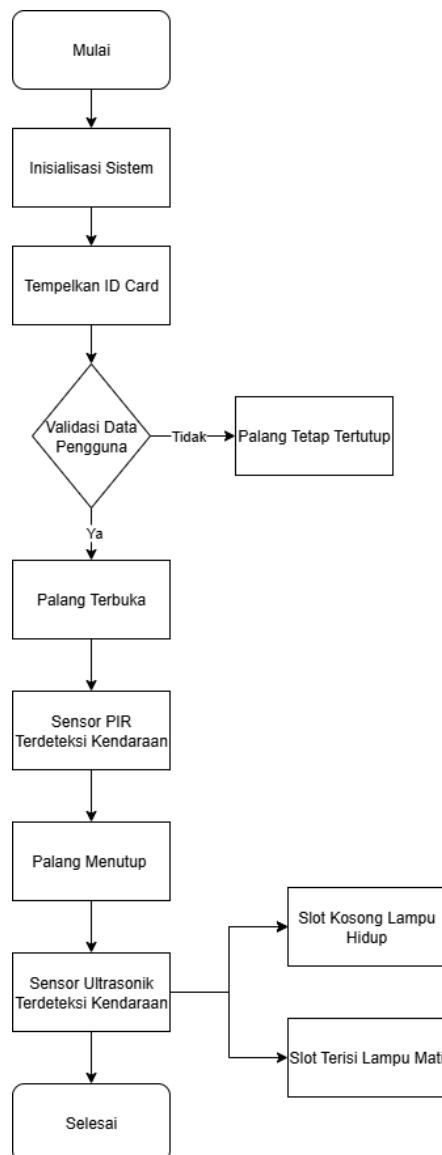 Mulai
Inisialisasi Sistem
Tempelkan ID Card
Validasi Data
Pengguna
Tidak
Palang Tetap Tertutup
Ya
Palang Terbuka
Sensor PIR
Terdeteksi Kendaraan
Palang Menutup
Slot Kosong Lampu
Hidup
Sensor Ultrasonik
Terdeteksi Kendaraan
Slot Terisi Lampu Mati
Selesai